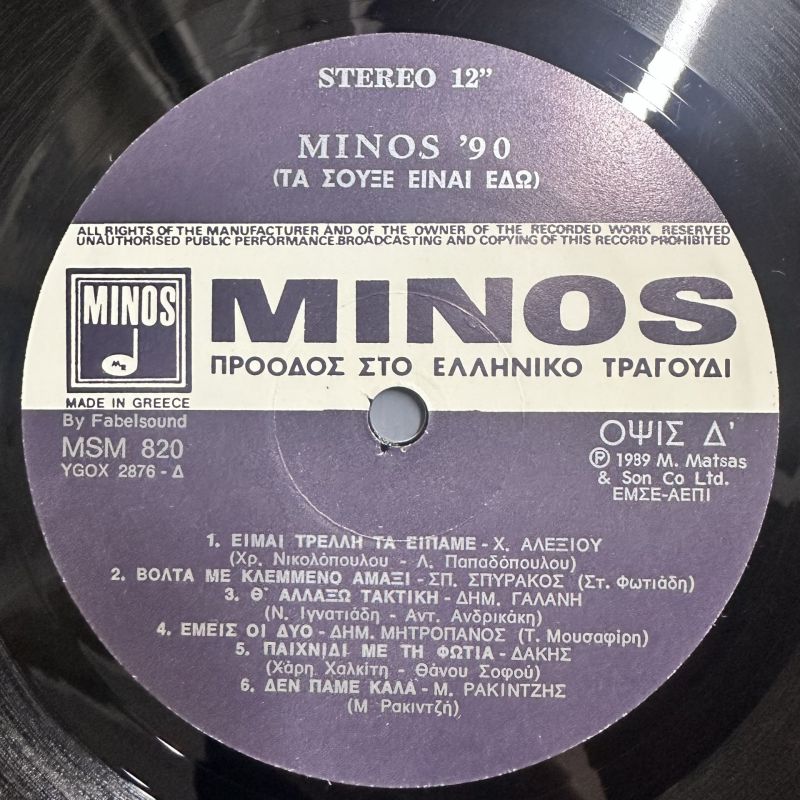 STEREO 12"
MINOS '90
(ΤΑ ΣΟΥΞΕ ΕΙΝΑΙ ΕΔΩ)
ALL RIGHTS OF THE MANUFACTURER AND OF THE OWNER OF THE RECORDED WORK RESERVED
UNAUTHORISED PUBLIC PERFORMANCE.BROADCASTING AND COPYING OF THIS RECORD PROHIBITED
MINOS
ME
MINOS
ΠΡΟΟΔΟΣ ΣΤΟ ΕΛΛΗΝΙΚΟ ΤΡΑΓΟΥΔΙ
MADE IN GREECE
By Fabelsound
MSM 820
YGOX 2876 - Δ
ΟΨΙΣ Δ'
Ⓟ 1989 M. Matsas
& Son Co Ltd.
ΕΜΣΕ-ΑΕΠΙ
1. ΕΙΜΑΙ ΤΡΕΛΛΗ ΤΑ ΕΙΠΑΜΕ - Χ. ΑΛΕΞΙΟΥ
(Χρ. Νικολόπουλου - Λ. Παπαδόπουλου)
2. ΒΟΛΤΑ ΜΕ ΚΛΕΜΜΕΝΟ ΑΜΑΞΙ - ΣΠ. ΣΠΥΡΑΚΟΣ (Στ. Φωτιάδη)
3. Θ' ΑΛΛΑΞΩ ΤΑΚΤΙΚΗ - ΔΗΜ. ΓΑΛΑΝΗ
(Ν. Ιγνατιάδη - Αντ. Ανδρικάκη)
4. ΕΜΕΙΣ ΟΙ ΔΥΟ - ΔΗΜ. ΜΗΤΡΟΠΑΝΟΣ (Τ. Μουσαφίρη)
5. ΠΑΙΧΝΙΔΙ ΜΕ ΤΗ ΦΩΤΙΑ - ΔΑΚΗΣ
(Χάρη Χαλκίτη - Θάνου Σοφού)
6. ΔΕΝ ΠΑΜΕ ΚΑΛΑ - Μ. ΡΑΚΙΝΤΖΗΣ
(Μ Ρακιντζή)